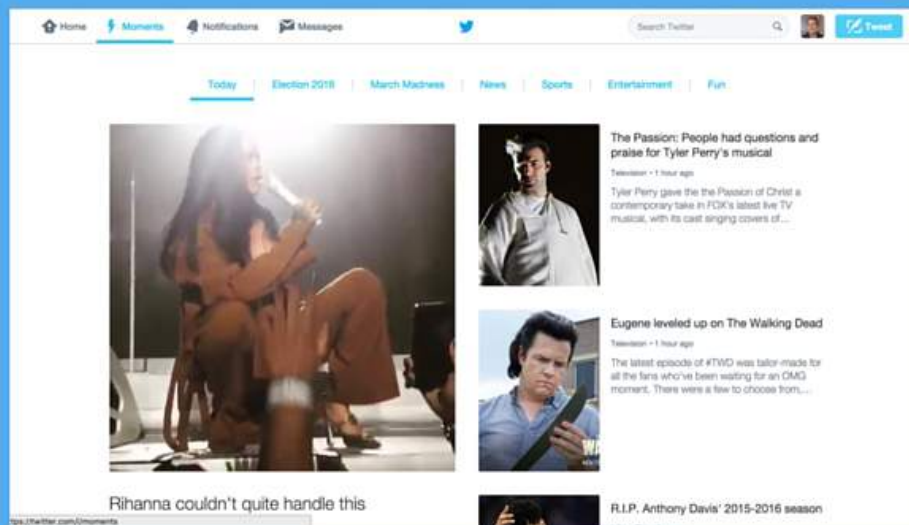 Home
Moments
Notifications
Messages
Search Twitter
Tweet
Today
Election 2016
March Madness
News
Sports
Entertainment
Fun
Rihanna couldn't quite handle this
The Passion: People had questions and
praise for Tyler Perry's musical
Television • 1 hour ago
Tyler Perry gave the the Passion of Christ a
contemporary take in FOX's latest live TV
musical, with its cast singing covers of...
Eugene leveled up on The Walking Dead
Television • 1 hour ago
The latest episode of #TWD was tailor-made for
all the fans who've been waiting for an OMG
moment. There were a few to choose from,...
R.I.P. Anthony Davis' 2015-2016 season